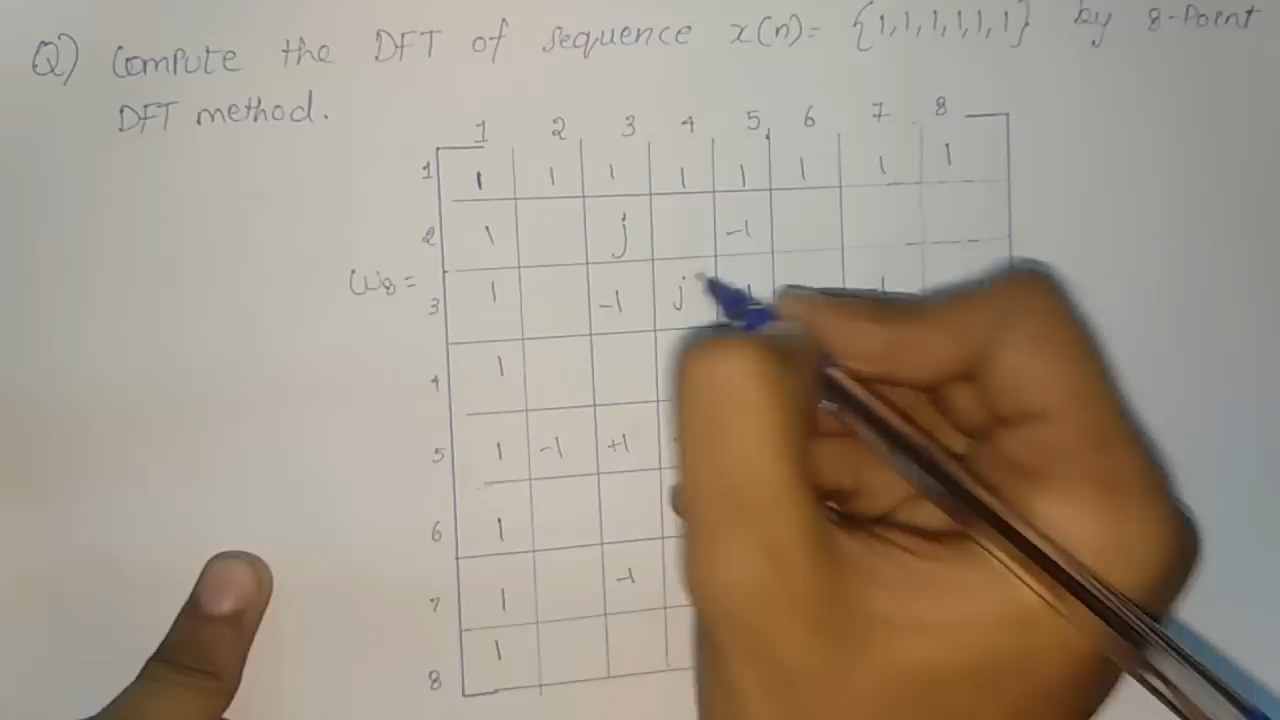 Q) Compute the DFT of sequence x(n)= {1,1,1,1,1,1} by 8-Point
DFT method.
1 2 3 4 5 6 7 8
1 1 1 1 1 1 1 1 1
2 1 j -1
W8 =
3 1 -1 j
4 1
5 1 -1 +1
6 1
7 1 -1
8 1